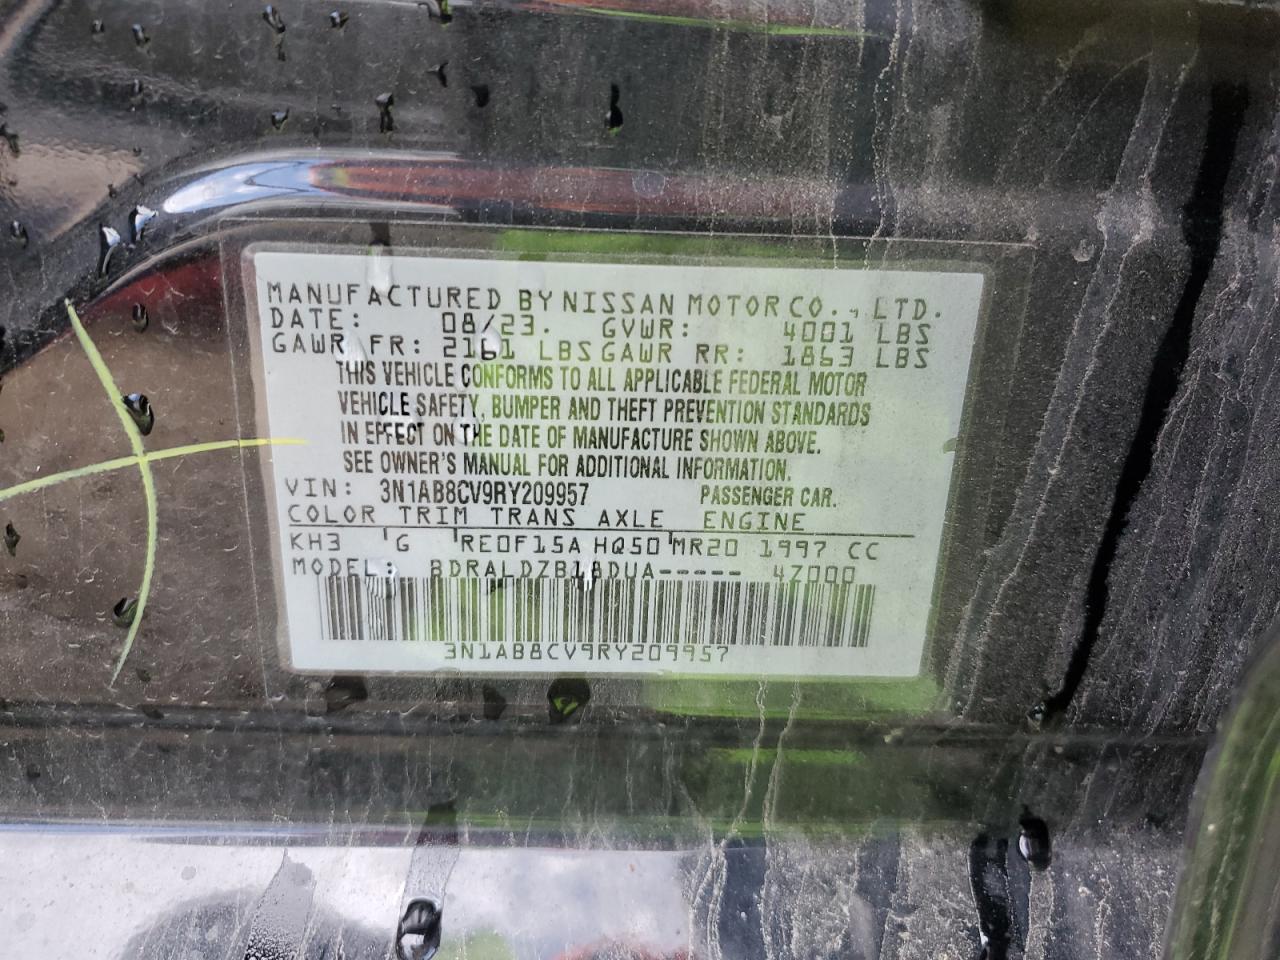 MANUFACTURED BY NISSAN MOTOR CO., LTD.
DATE: 08/23. GVWR: 4001 LBS
GAWR FR: 2161 LBS GAWR RR: 1863 LBS
THIS VEHICLE CONFORMS TO ALL APPLICABLE FEDERAL MOTOR
VEHICLE SAFETY, BUMPER AND THEFT PREVENTION STANDARDS
IN EFFECT ON THE DATE OF MANUFACTURE SHOWN ABOVE.
SEE OWNER'S MANUAL FOR ADDITIONAL INFORMATION.
VIN: 3N1AB8CV9RY209957 PASSENGER CAR.
COLOR TRIM TRANS AXLE ENGINE
KH3 G RE0F15A HQ50 MR20 1997 CC
MODEL: BDRALDZB18DUA----- 4Z000
3N1AB8CV9RY209957